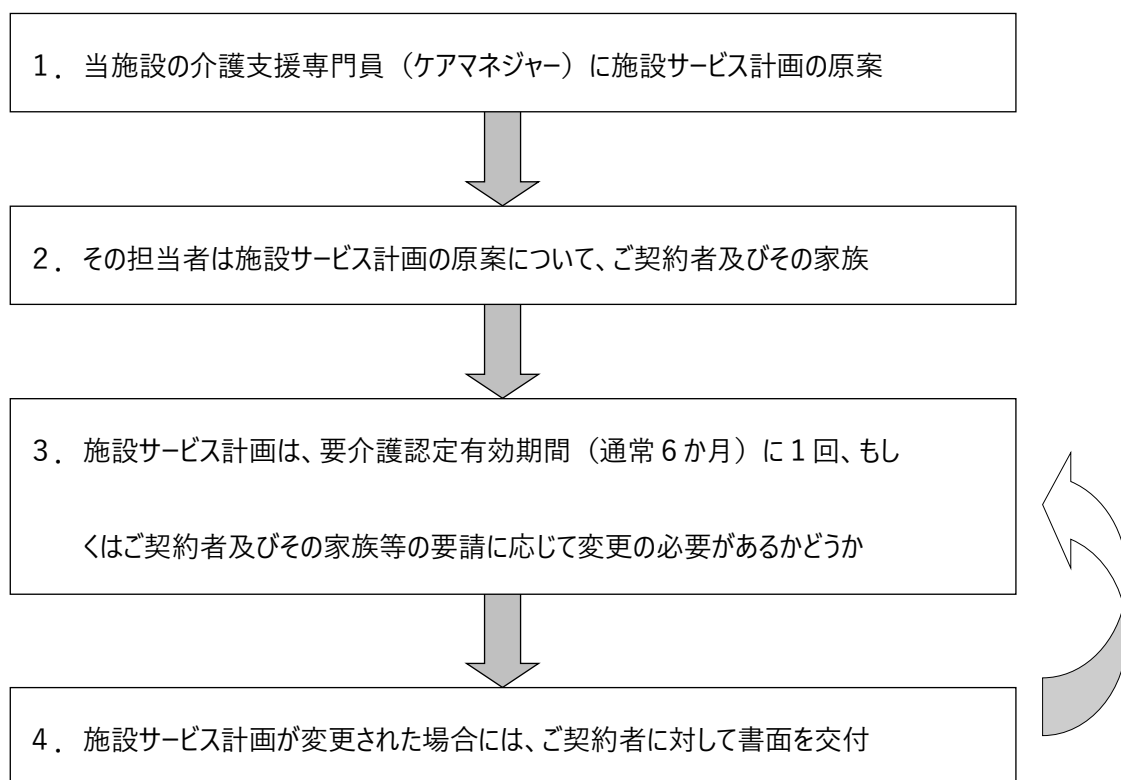 1. 当施設の介護支援専門員（ケアマネジャー）に施設サービス計画の原案
2. その担当者は施設サービス計画の原案について、ご契約者及びその家族
3. 施設サービス計画は、要介護認定有効期間（通常6か月）に1回、もし
くはご契約者及びその家族等の要請に応じて変更の必要があるかどうか
4. 施設サービス計画が変更された場合には、ご契約者に対して書面を交付